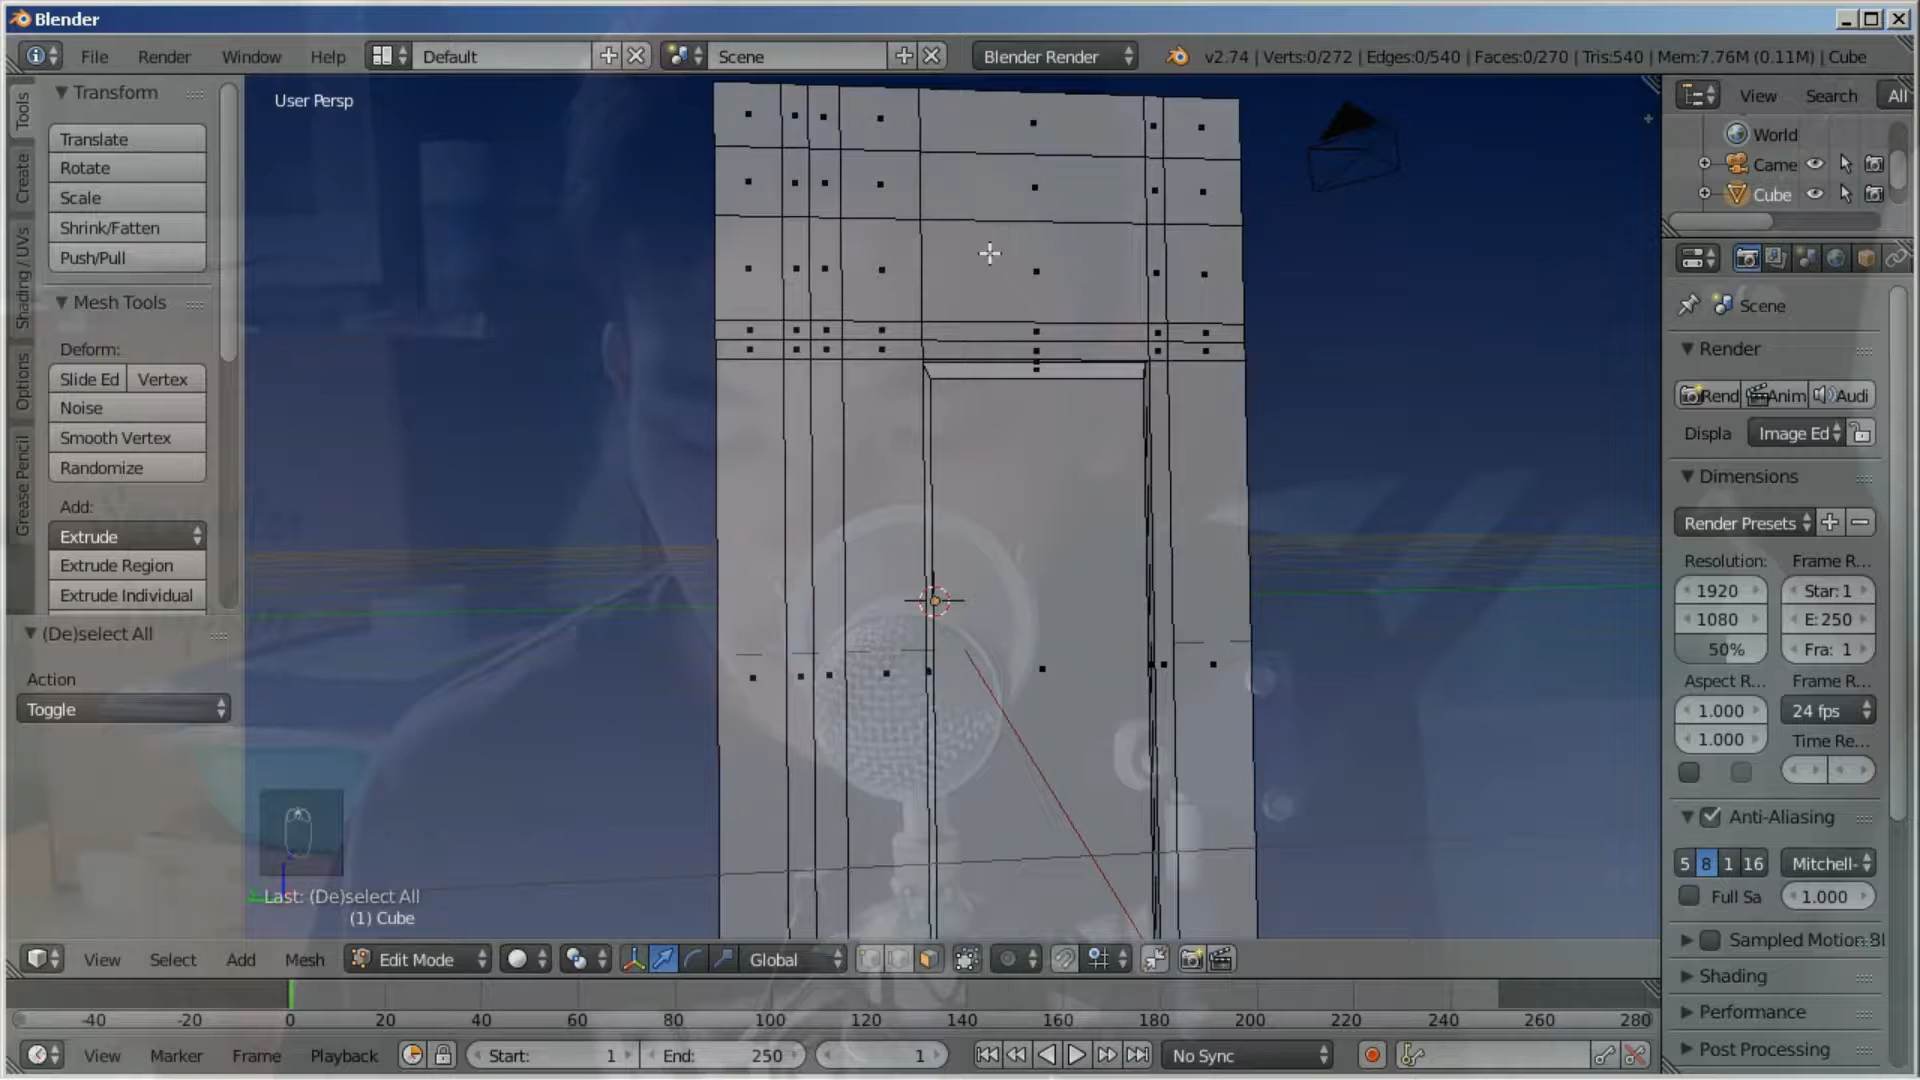 Blender
File Render Window Help Default Scene Blender Render v2.74 | Verts:0/272 | Edges:0/540 | Faces:0/270 | Tris:540 | Mem:7.76M (0.11M) | Cube
Tools
Create
Shading / UVs
Options
Grease Pencil
Transform
Translate
Rotate
Scale
Shrink/Fatten
Push/Pull
Mesh Tools
Deform:
Slide Ed Vertex
Noise
Smooth Vertex
Randomize
Add:
Extrude
Extrude Region
Extrude Individual
(De)select All
Action
Toggle
User Persp
Last: (De)select All
(1) Cube
View Search All
World
Came
Cube
Scene
Render
Rend Anim Audi
Displa Image Ed
Dimensions
Render Presets
Resolution: Frame R...
1920 Star: 1
1080 E: 250
50% Fra: 1
Aspect R... Frame R...
1.000 24 fps
1.000 Time Re...
Anti-Aliasing
5 8 1 16 Mitchell-
Full Sa 1.000
Sampled Motion Bl
Shading
Performance
Post Processing
View Select Add Mesh Edit Mode Global
-40 -20 0 20 40 60 80 100 120 140 160 180 200 220 240 260 280
View Marker Frame Playback Start: 1 End: 250 1 No Sync